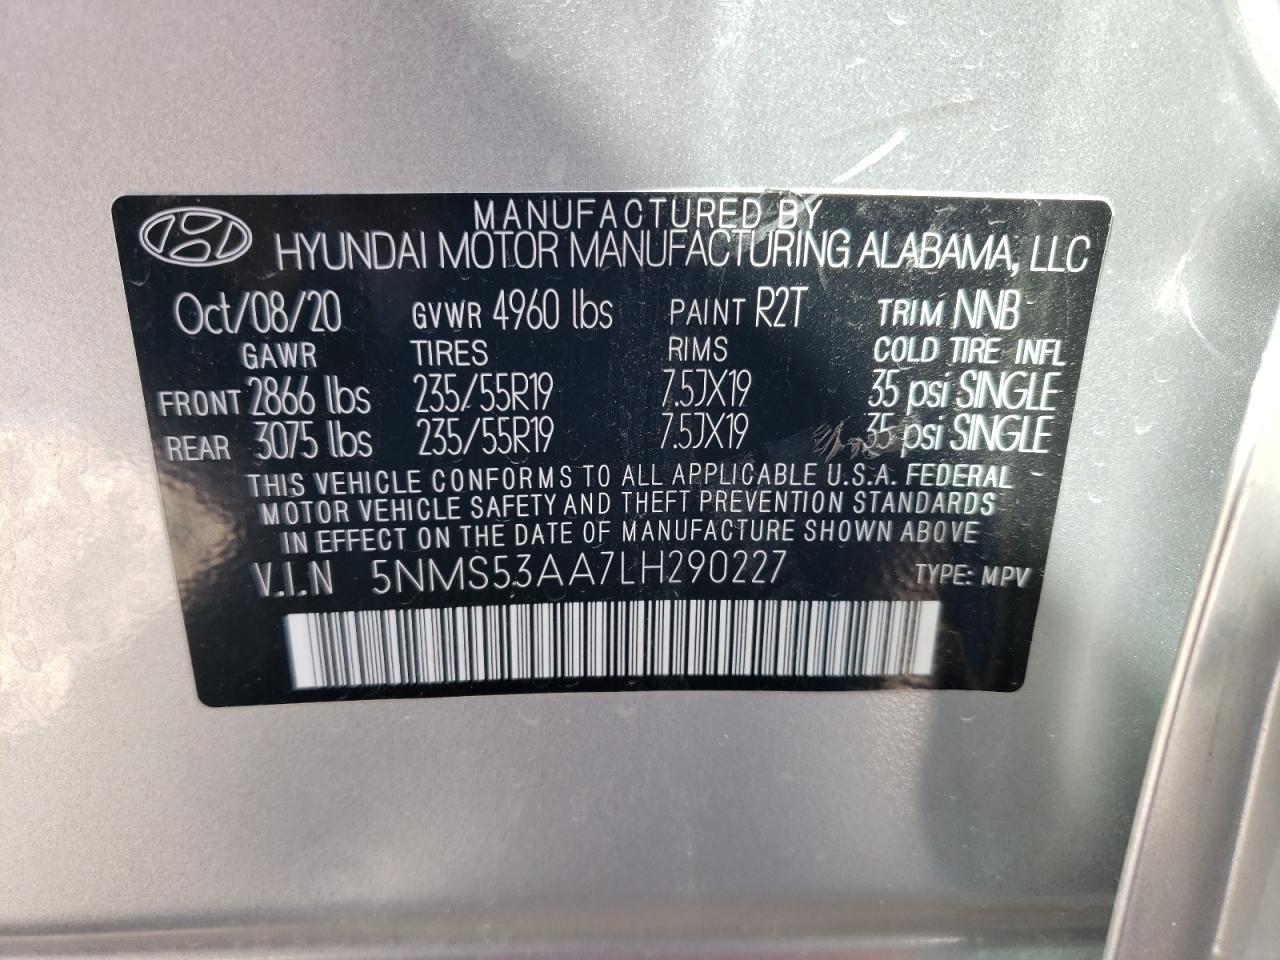 MANUFACTURED BY
HYUNDAI MOTOR MANUFACTURING ALABAMA, LLC
Oct/08/20 GVWR 4960 lbs PAINT R2T TRIM NNB
GAWR TIRES RIMS COLD TIRE INFL
FRONT 2866 lbs 235/55R19 7.5JX19 35 psi SINGLE
REAR 3075 lbs 235/55R19 7.5JX19 35 psi SINGLE
THIS VEHICLE CONFORMS TO ALL APPLICABLE U.S.A. FEDERAL
MOTOR VEHICLE SAFETY AND THEFT PREVENTION STANDARDS
IN EFFECT ON THE DATE OF MANUFACTURE SHOWN ABOVE
V.I.N 5NMS53AA7LH290227 TYPE: MPV